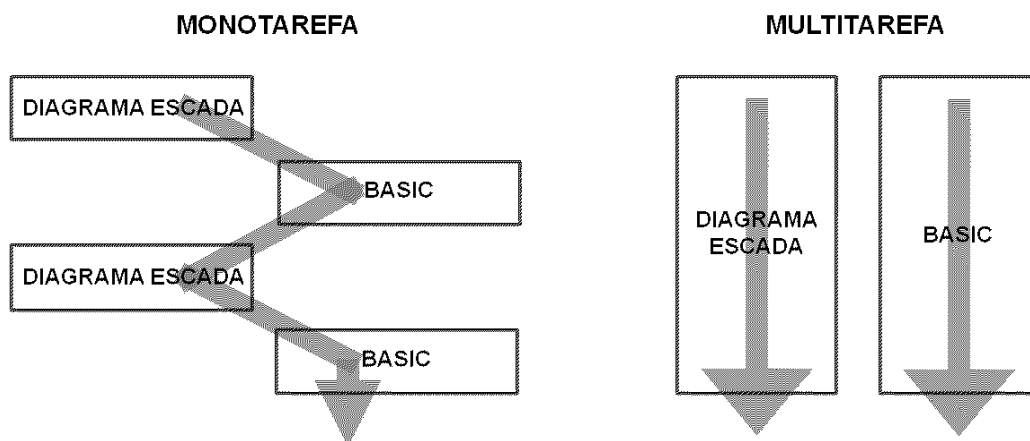 MONOTAREFA
DIAGRAMA ESCADA
BASIC
DIAGRAMA ESCADA
BASIC
MULTITAREFA
DIAGRAMA
ESCADA
BASIC